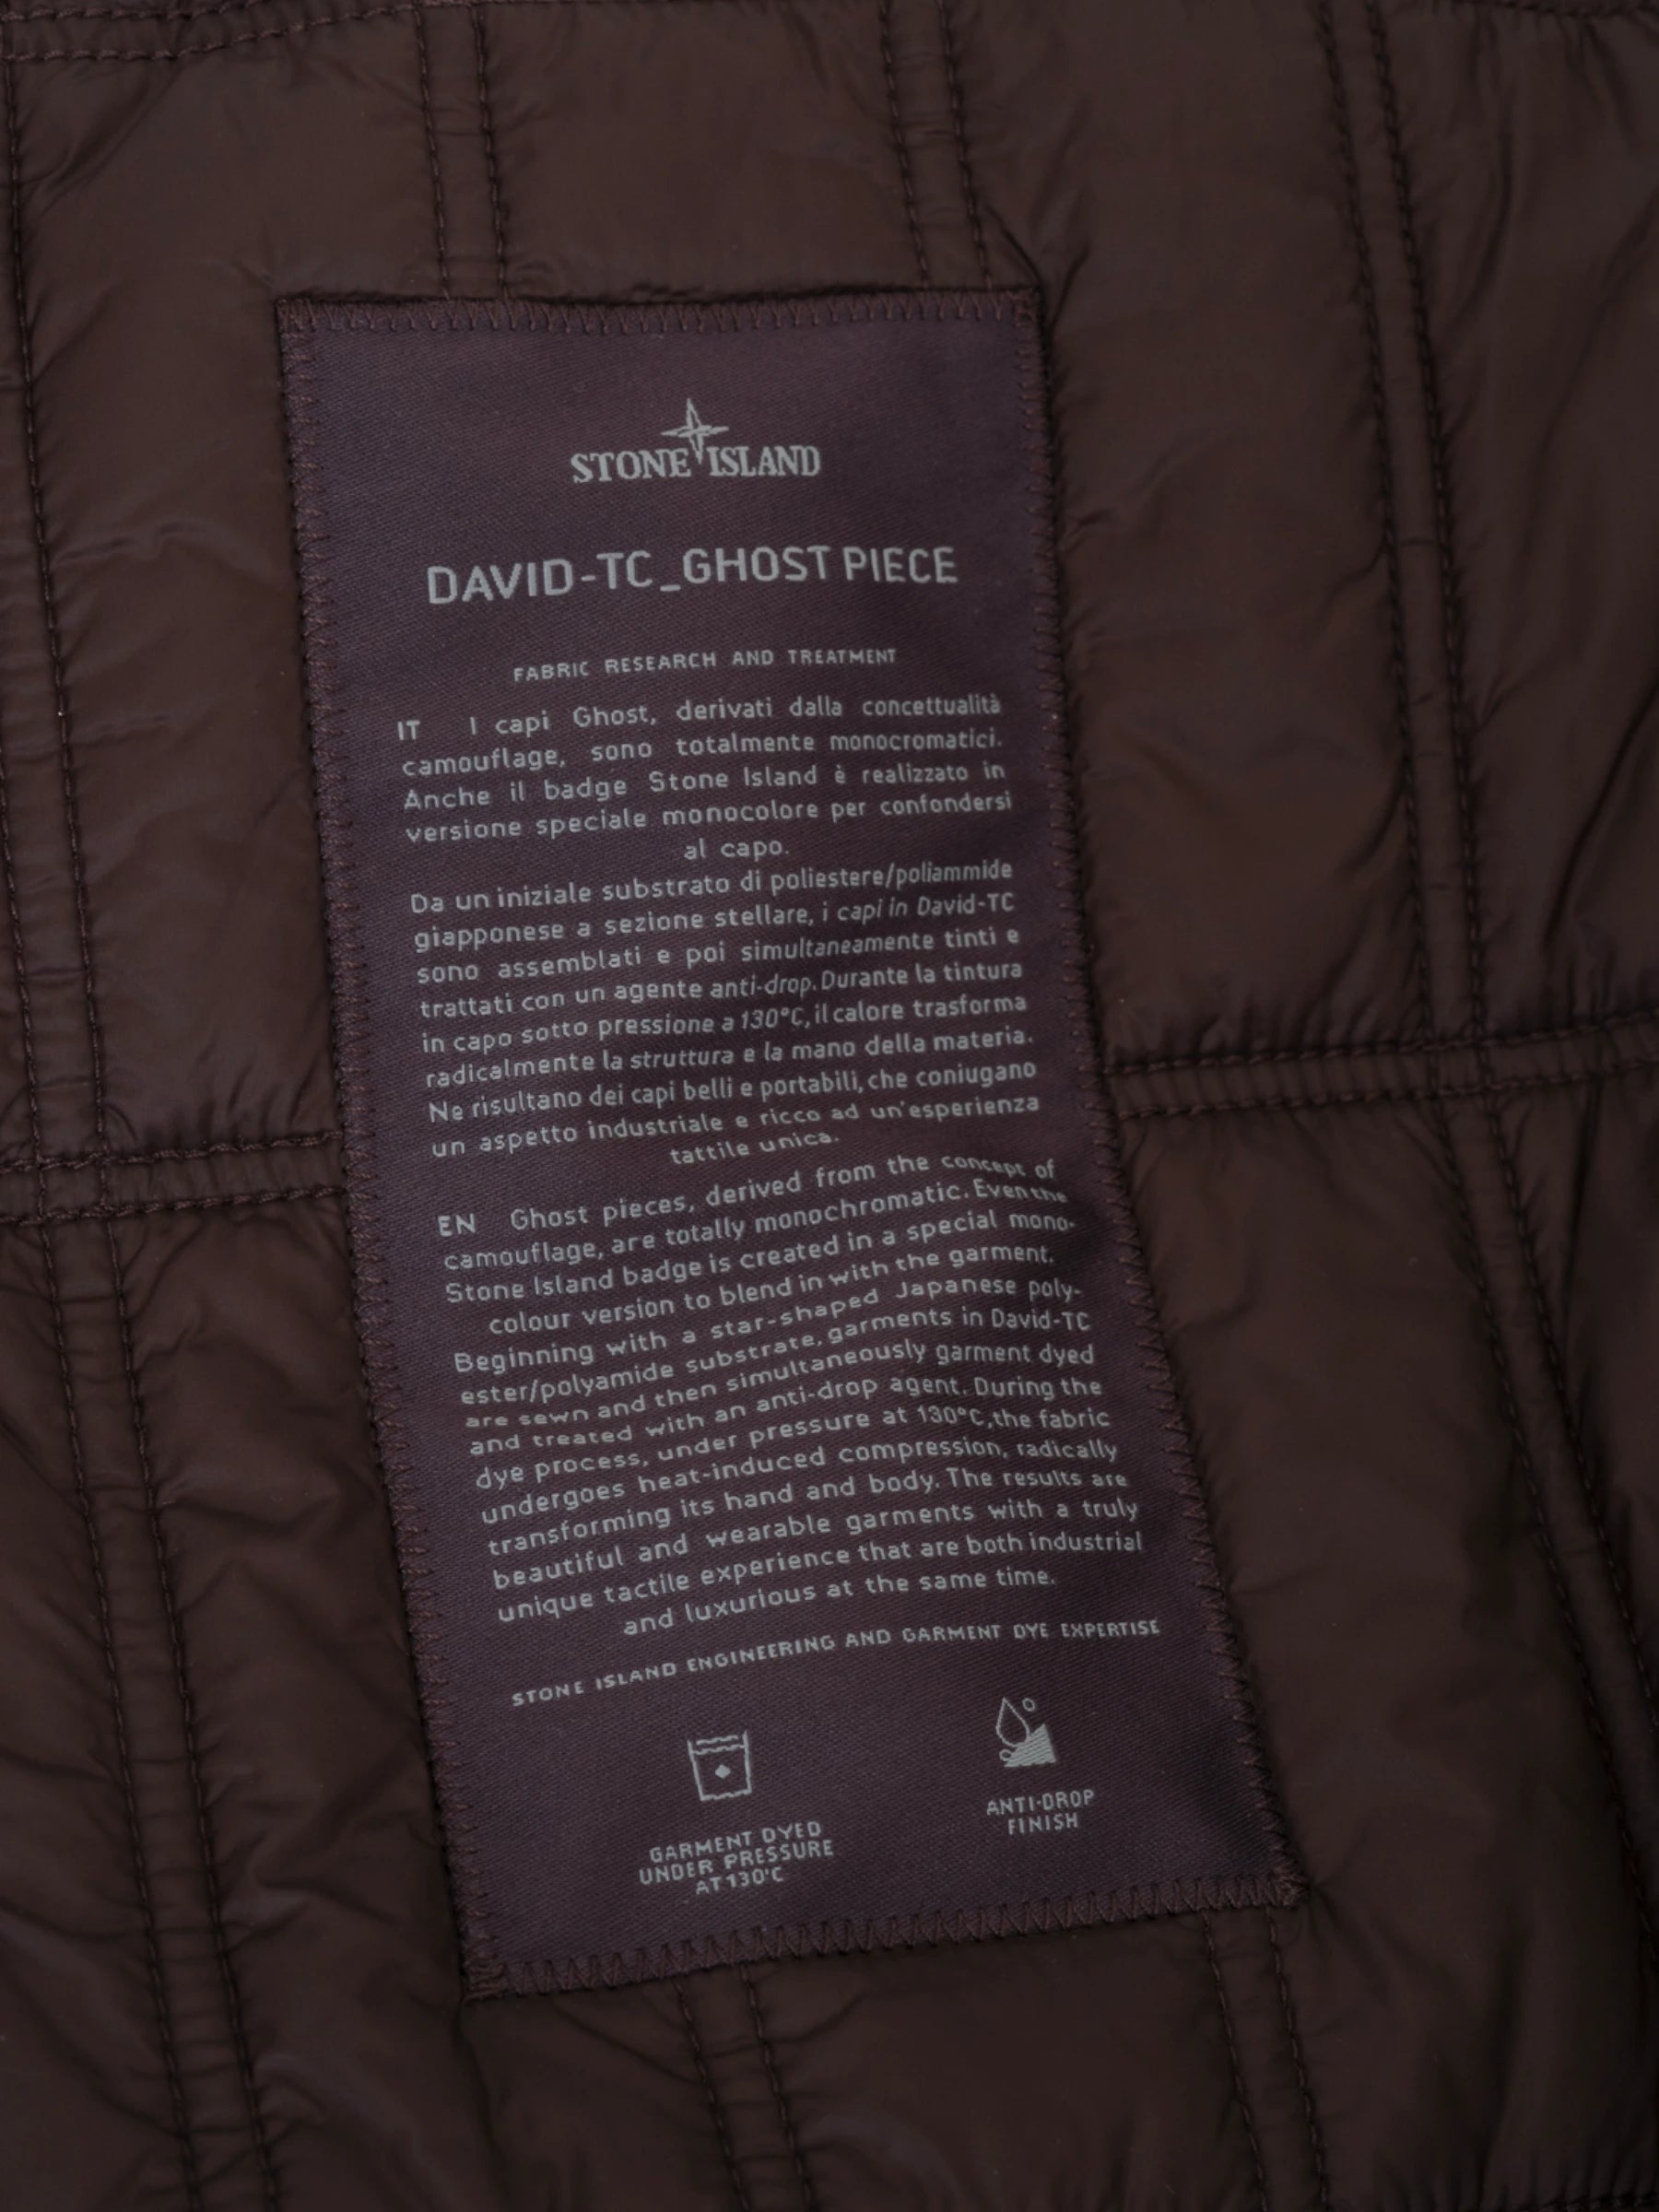 STONE ISLAND
DAVID-TC_GHOST PIECE
FABRIC RESEARCH AND TREATMENT
IT I capi Ghost, derivati dalla concettualità
camouflage, sono totalmente monocromatici.
Anche il badge Stone Island è realizzato in
versione speciale monocolore per confondersi
al capo.
Da un iniziale substrato di poliestere/poliammide
giapponese a sezione stellare, i capi in David-TC
sono assemblati e poi simultaneamente tinti e
trattati con un agente anti-drop. Durante la tintura
in capo sotto pressione a 130°C, il calore trasforma
radicalmente la struttura e la mano della materia.
Ne risultano dei capi belli e portabili, che coniugano
un aspetto industriale e ricco ad un'esperienza
tattile unica.
EN Ghost pieces, derived from the concept of
camouflage, are totally monochromatic. Even the
Stone Island badge is created in a special mono-
colour version to blend in with the garment.
Beginning with a star-shaped Japanese poly-
ester/polyamide substrate, garments in David-TC
are sewn and then simultaneously garment dyed
and treated with an anti-drop agent. During the
dye process, under pressure at 130°C, the fabric
undergoes heat-induced compression, radically
transforming its hand and body. The results are
beautiful and wearable garments with a truly
unique tactile experience that are both industrial
and luxurious at the same time.
STONE ISLAND ENGINEERING AND GARMENT DYE EXPERTISE
GARMENT DYED
UNDER PRESSURE
AT 130°C
ANTI-DROP
FINISH